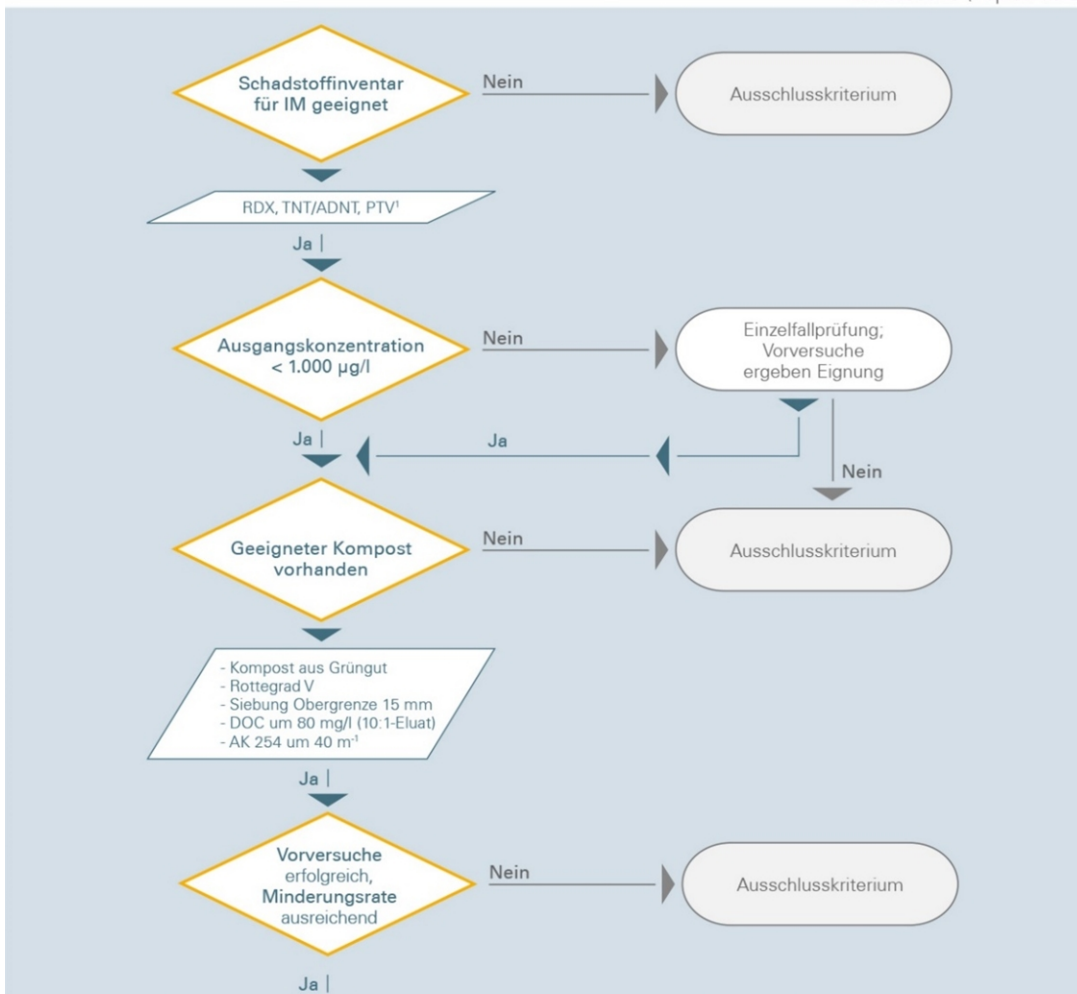 Schadstoffinventar
für IM geeignet
Nein
Ausschlusskriterium
RDX, TNT/ADNT, PTV¹
Ja
Ausgangskonzentration
< 1.000 µg/l
Nein
Einzelfallprüfung;
Vorversuche
ergeben Eignung
Ja
Ja
Nein
Geeigneter Kompost
vorhanden
Nein
Ausschlusskriterium
- Kompost aus Grüngut
- Rottegrad V
- Siebung Obergrenze 15 mm
- DOC um 80 mg/l (10:1-Eluat)
- AK 254 um 40 m⁻¹
Ja
Vorversuche
erfolgreich,
Minderungsrate
ausreichend
Nein
Ausschlusskriterium
Ja